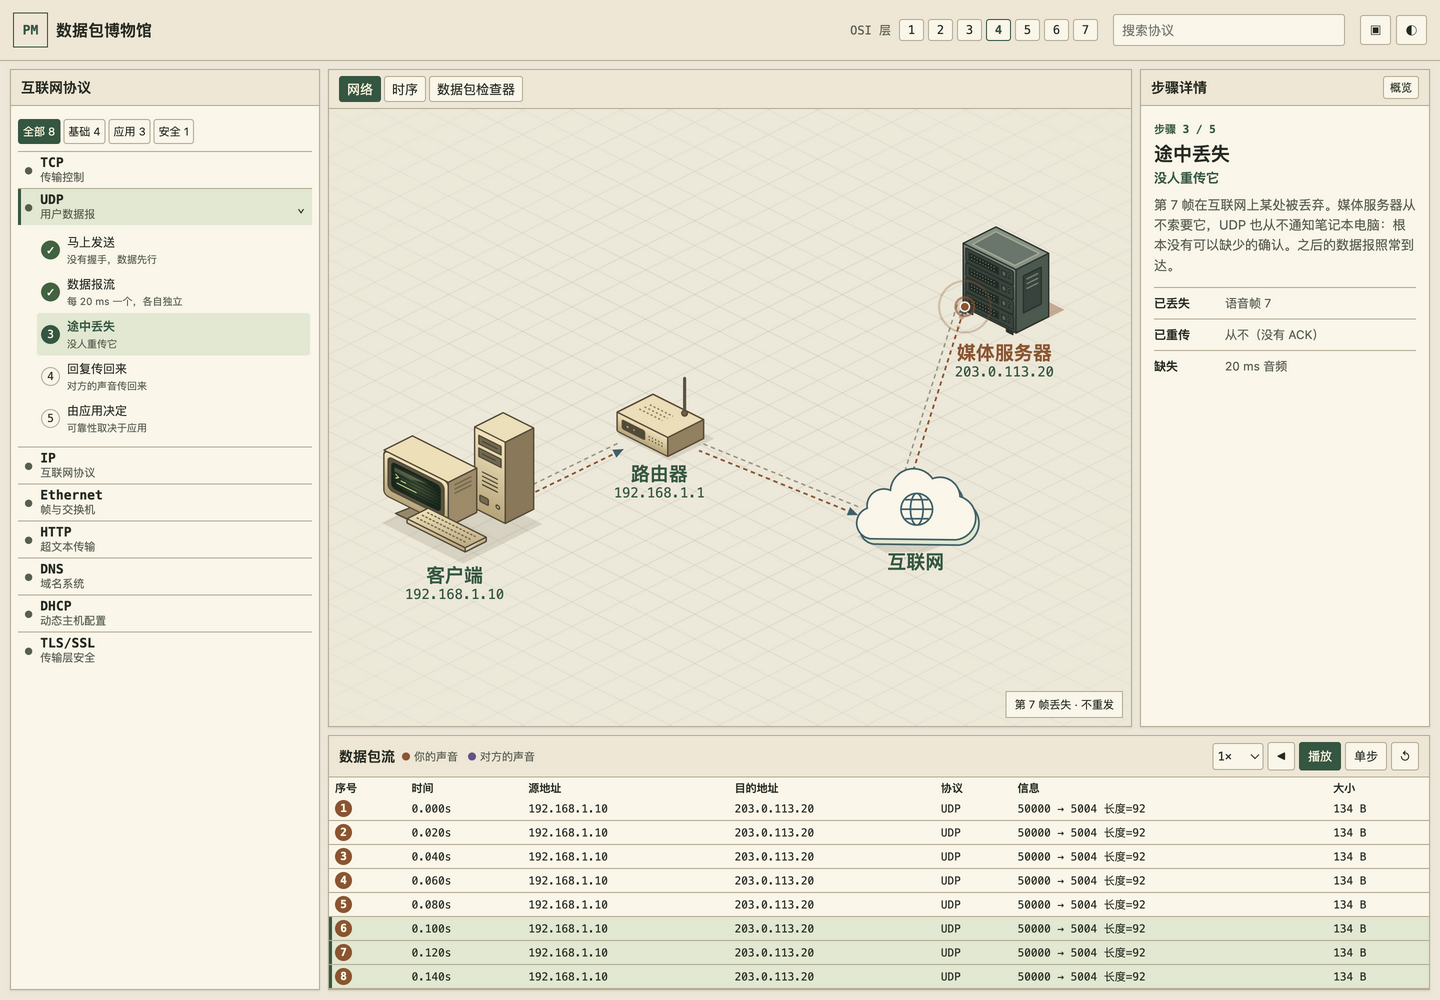 PM 数据包博物馆
OSI 层 1 2 3 4 5 6 7
搜索协议
互联网协议
全部 8 基础 4 应用 3 安全 1
TCP
传输控制
UDP
用户数据报
✓ 马上发送
没有握手，数据先行
✓ 数据报流
每 20 ms 一个，各自独立
3 途中丢失
没人重传它
4 回复传回来
对方的声音传回来
5 由应用决定
可靠性取决于应用
IP
互联网协议
Ethernet
帧与交换机
HTTP
超文本传输
DNS
域名系统
DHCP
动态主机配置
TLS/SSL
传输层安全
网络 时序 数据包检查器
媒体服务器
203.0.113.20
路由器
192.168.1.1
互联网
客户端
192.168.1.10
第 7 帧丢失 · 不重发
步骤详情 概览
步骤 3 / 5
途中丢失
没人重传它
第 7 帧在互联网上某处被丢弃。媒体服务器从
不索要它，UDP 也从不通知笔记本电脑：根
本没有可以缺少的确认。之后的数据报照常到
达。
已丢失 语音帧 7
已重传 从不（没有 ACK）
缺失 20 ms 音频
数据包流 你的声音 对方的声音
1× ◀ 播放 单步 ↺
序号 时间 源地址 目的地址 协议 信息 大小
1 0.000s 192.168.1.10 203.0.113.20 UDP 50000 → 5004 长度=92 134 B
2 0.020s 192.168.1.10 203.0.113.20 UDP 50000 → 5004 长度=92 134 B
3 0.040s 192.168.1.10 203.0.113.20 UDP 50000 → 5004 长度=92 134 B
4 0.060s 192.168.1.10 203.0.113.20 UDP 50000 → 5004 长度=92 134 B
5 0.080s 192.168.1.10 203.0.113.20 UDP 50000 → 5004 长度=92 134 B
6 0.100s 192.168.1.10 203.0.113.20 UDP 50000 → 5004 长度=92 134 B
7 0.120s 192.168.1.10 203.0.113.20 UDP 50000 → 5004 长度=92 134 B
8 0.140s 192.168.1.10 203.0.113.20 UDP 50000 → 5004 长度=92 134 B